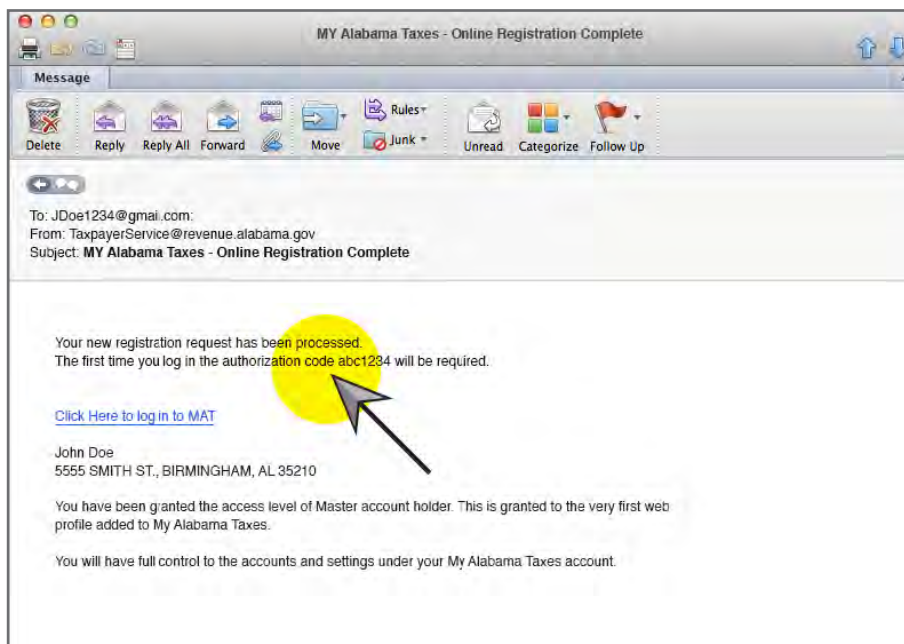 MY Alabama Taxes - Online Registration Complete
Message
Delete
Reply
Reply All
Forward
Move
Rules
Junk
Unread
Categorize
Follow Up
To: JDoe1234@gmai.com:
From: TaxpayerService@revenue.alabama.gov
Subject: MY Alabama Taxes - Online Registration Complete
Your new registration request has been processed.
The first time you log in the authorization code abc1234 will be required.
Click Here to log in to MAT
John Doe
5555 SMITH ST., BIRMINGHAM, AL 35210
You have been granted the access level of Master account holder. This is granted to the very first web
profile added to My Alabama Taxes.
You will have full control to the accounts and settings under your My Alabama Taxes account.